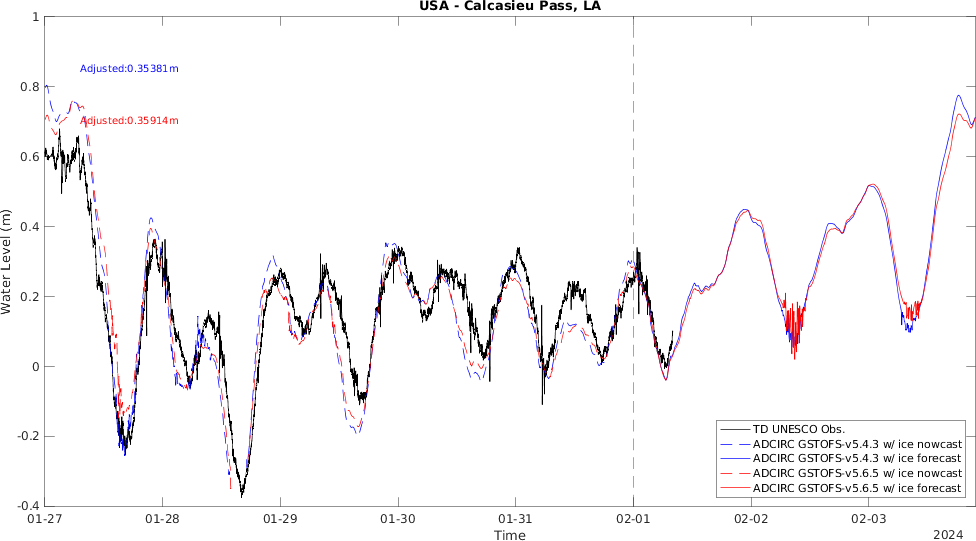 USA - Calcasieu Pass, LA
Water Level (m)
1
0.8
0.6
0.4
0.2
0
-0.2
-0.4
Adjusted:0.35381m
Adjusted:0.35914m
TD UNESCO Obs.
ADCIRC GSTOFS-v5.4.3 w/ ice nowcast
ADCIRC GSTOFS-v5.4.3 w/ ice forecast
ADCIRC GSTOFS-v5.6.5 w/ ice nowcast
ADCIRC GSTOFS-v5.6.5 w/ ice forecast
01-27 01-28 01-29 01-30 01-31 02-01 02-02 02-03
Time
2024